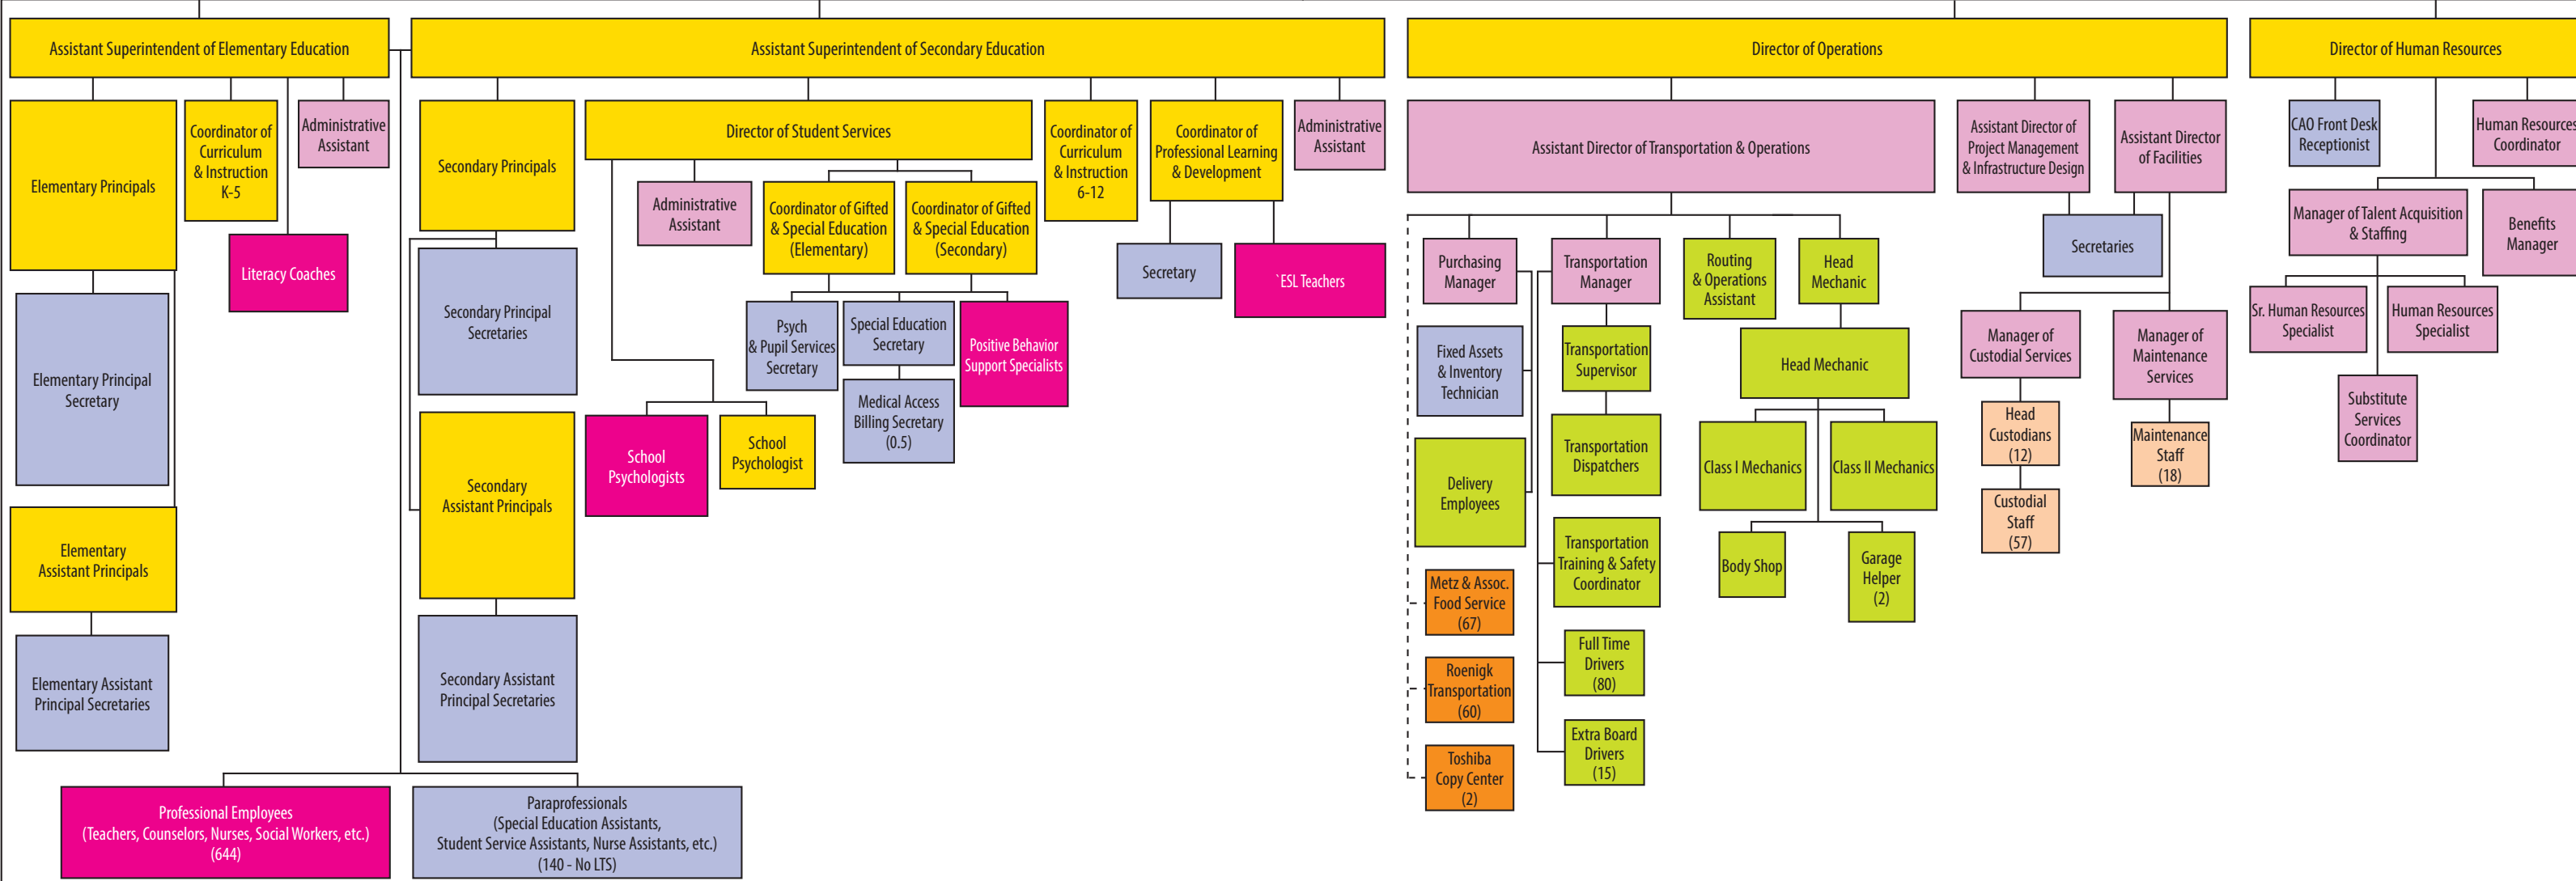 Assistant Superintendent of Elementary Education
Assistant Superintendent of Secondary Education
Director of Operations
Director of Human Resources
Elementary Principals
Coordinator of
Curriculum
& Instruction
K-5
Administrative
Assistant
Literacy Coaches
Elementary Principal
Secretary
Elementary
Assistant Principals
Elementary Assistant
Principal Secretaries
Secondary Principals
Secondary Principal
Secretaries
Secondary
Assistant Principals
Secondary Assistant
Principal Secretaries
Director of Student Services
Administrative
Assistant
Coordinator of Gifted
& Special Education
(Elementary)
Coordinator of Gifted
& Special Education
(Secondary)
Psych
& Pupil Services
Secretary
Special Education
Secretary
Medical Access
Billing Secretary
(0.5)
Positive Behavior
Support Specialists
School
Psychologists
School
Psychologist
Coordinator of
Curriculum
& Instruction
6-12
Coordinator of
Professional Learning
& Development
Secretary
`ESL Teachers
Administrative
Assistant
Professional Employees
(Teachers, Counselors, Nurses, Social Workers, etc.)
(644)
Paraprofessionals
(Special Education Assistants,
Student Service Assistants, Nurse Assistants, etc.)
(140 - No LTS)
Assistant Director of Transportation & Operations
Purchasing
Manager
Fixed Assets
& Inventory
Technician
Delivery
Employees
Metz & Assoc.
Food Service
(67)
Roenigk
Transportation
(60)
Toshiba
Copy Center
(2)
Transportation
Manager
Transportation
Supervisor
Transportation
Dispatchers
Transportation
Training & Safety
Coordinator
Full Time
Drivers
(80)
Extra Board
Drivers
(15)
Routing
& Operations
Assistant
Head
Mechanic
Head Mechanic
Class I Mechanics
Class II Mechanics
Body Shop
Garage
Helper
(2)
Assistant Director of
Project Management
& Infrastructure Design
Assistant Director
of Facilities
Secretaries
Manager of
Custodial Services
Head
Custodians
(12)
Custodial
Staff
(57)
Manager of
Maintenance
Services
Maintenance
Staff
(18)
CAO Front Desk
Receptionist
Human Resources
Coordinator
Manager of Talent Acquisition
& Staffing
Benefits
Manager
Sr. Human Resources
Specialist
Human Resources
Specialist
Substitute
Services
Coordinator